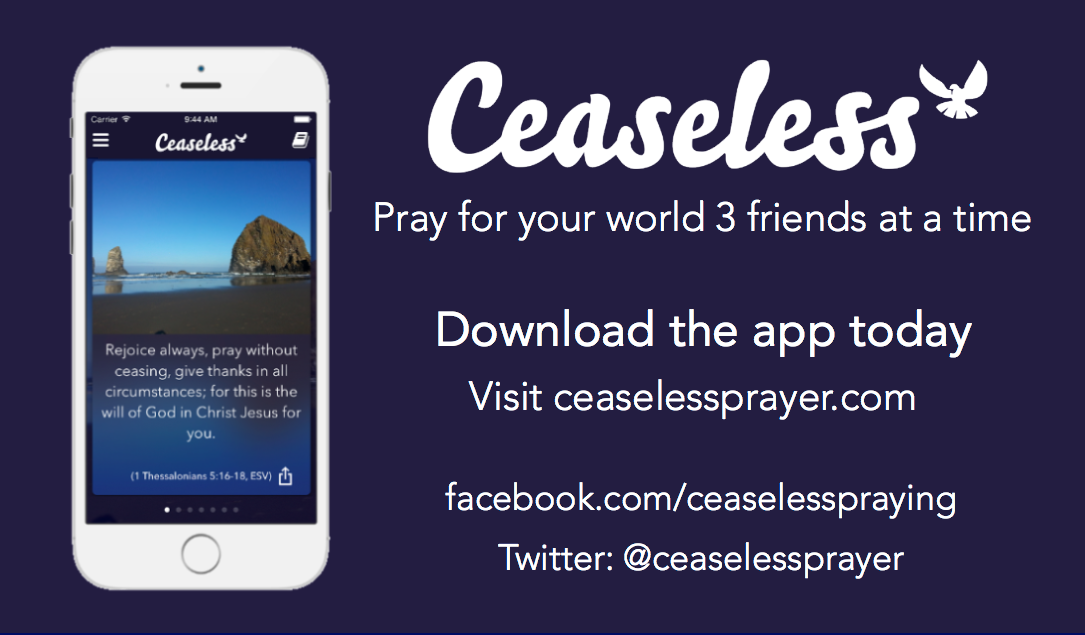 Carrier 9:44 AM
Ceaseless
Rejoice always, pray without
ceasing, give thanks in all
circumstances; for this is the
will of God in Christ Jesus for
you.
(1 Thessalonians 5:16-18, ESV)
Ceaseless
Pray for your world 3 friends at a time
Download the app today
Visit ceaselessprayer.com
facebook.com/ceaselesspraying
Twitter: @ceaselessprayer